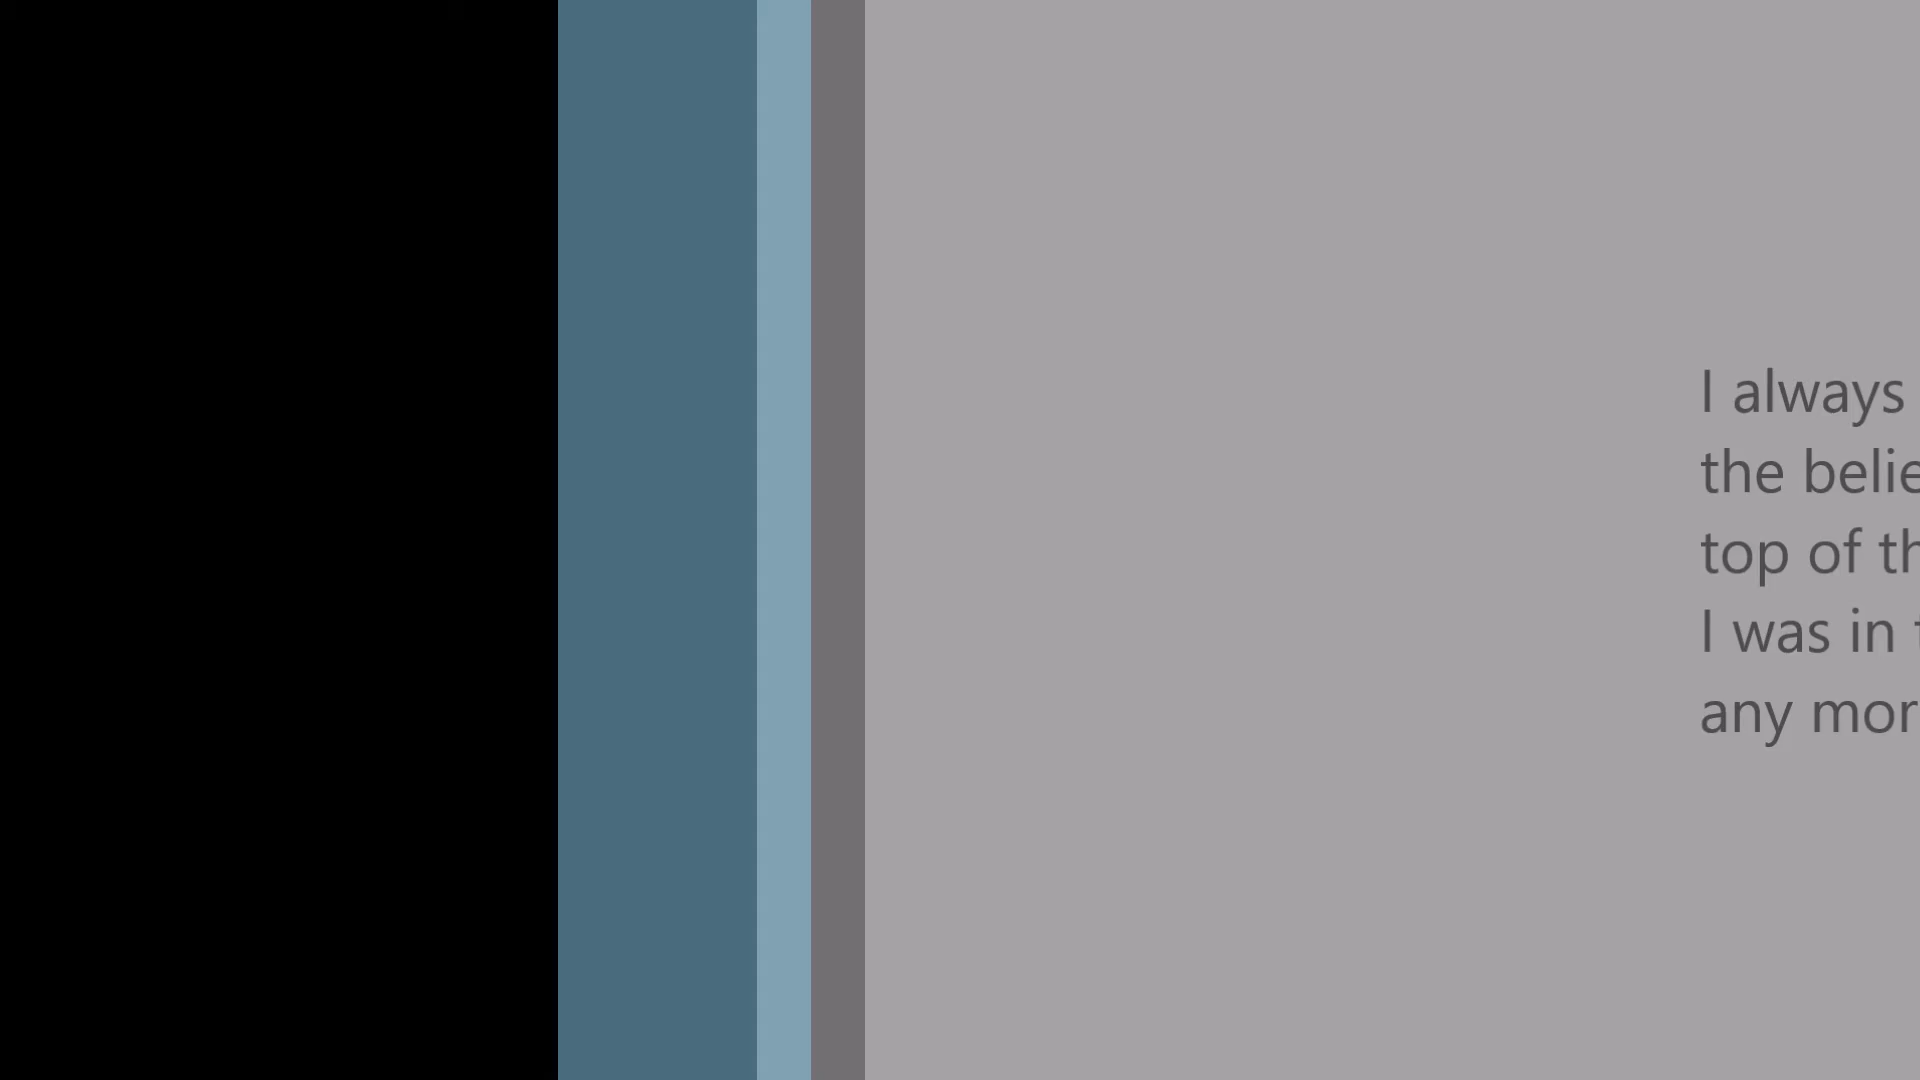 I always
the belie
top of th
I was in
any mor